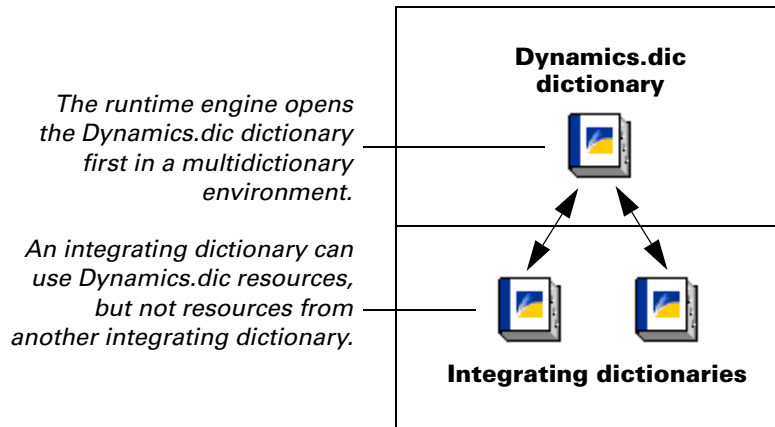 Dynamics.dic
dictionary
The runtime engine opens
the Dynamics.dic dictionary
first in a multidictionary
environment.
An integrating dictionary can
use Dynamics.dic resources,
but not resources from
another integrating dictionary.
Integrating dictionaries